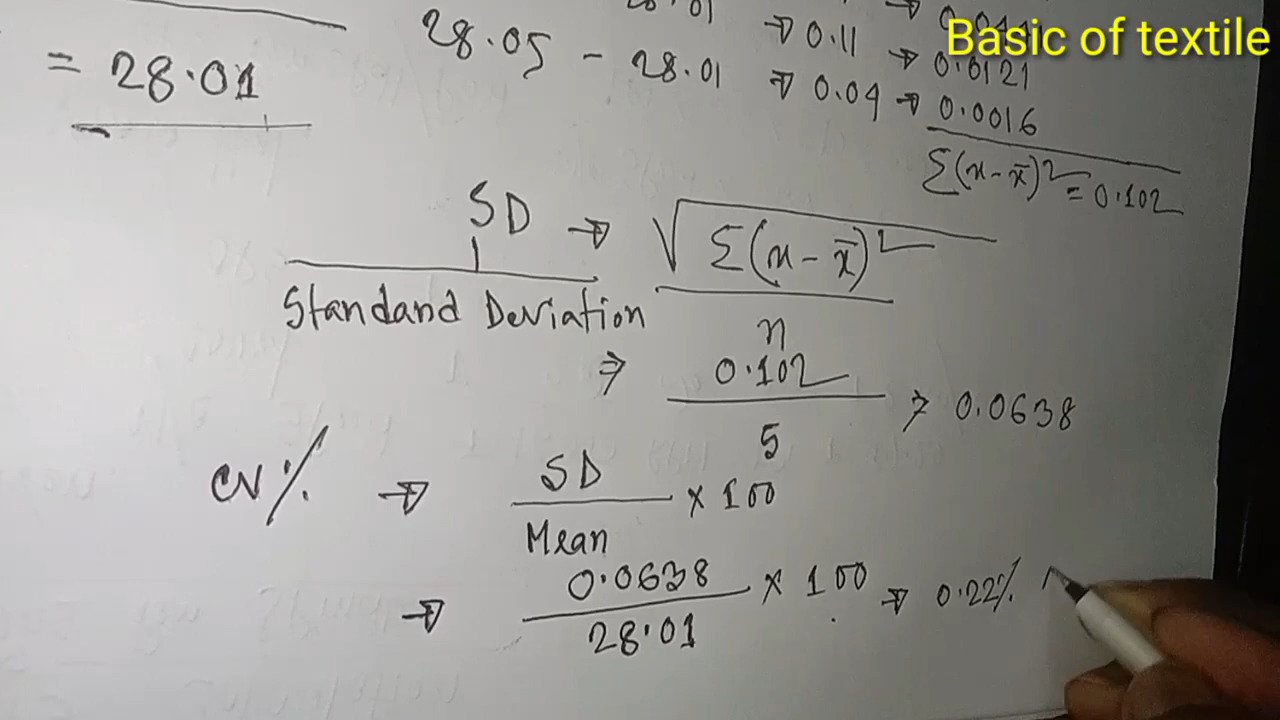 Basic of textile
= 28.01
⇒ 0.11 ⇒ 0.0121
28.05 - 28.01 ⇒ 0.04 ⇒ 0.0016
Σ(x-x̄)² = 0.102
SD ⇒ √Σ(x-x̄)²
Standard Deviation
n
⇒ 0.102
5
⇒ 0.0638
CV% ⇒ SD × 100
Mean
⇒ 0.0638 × 100 ⇒ 0.22%
28.01